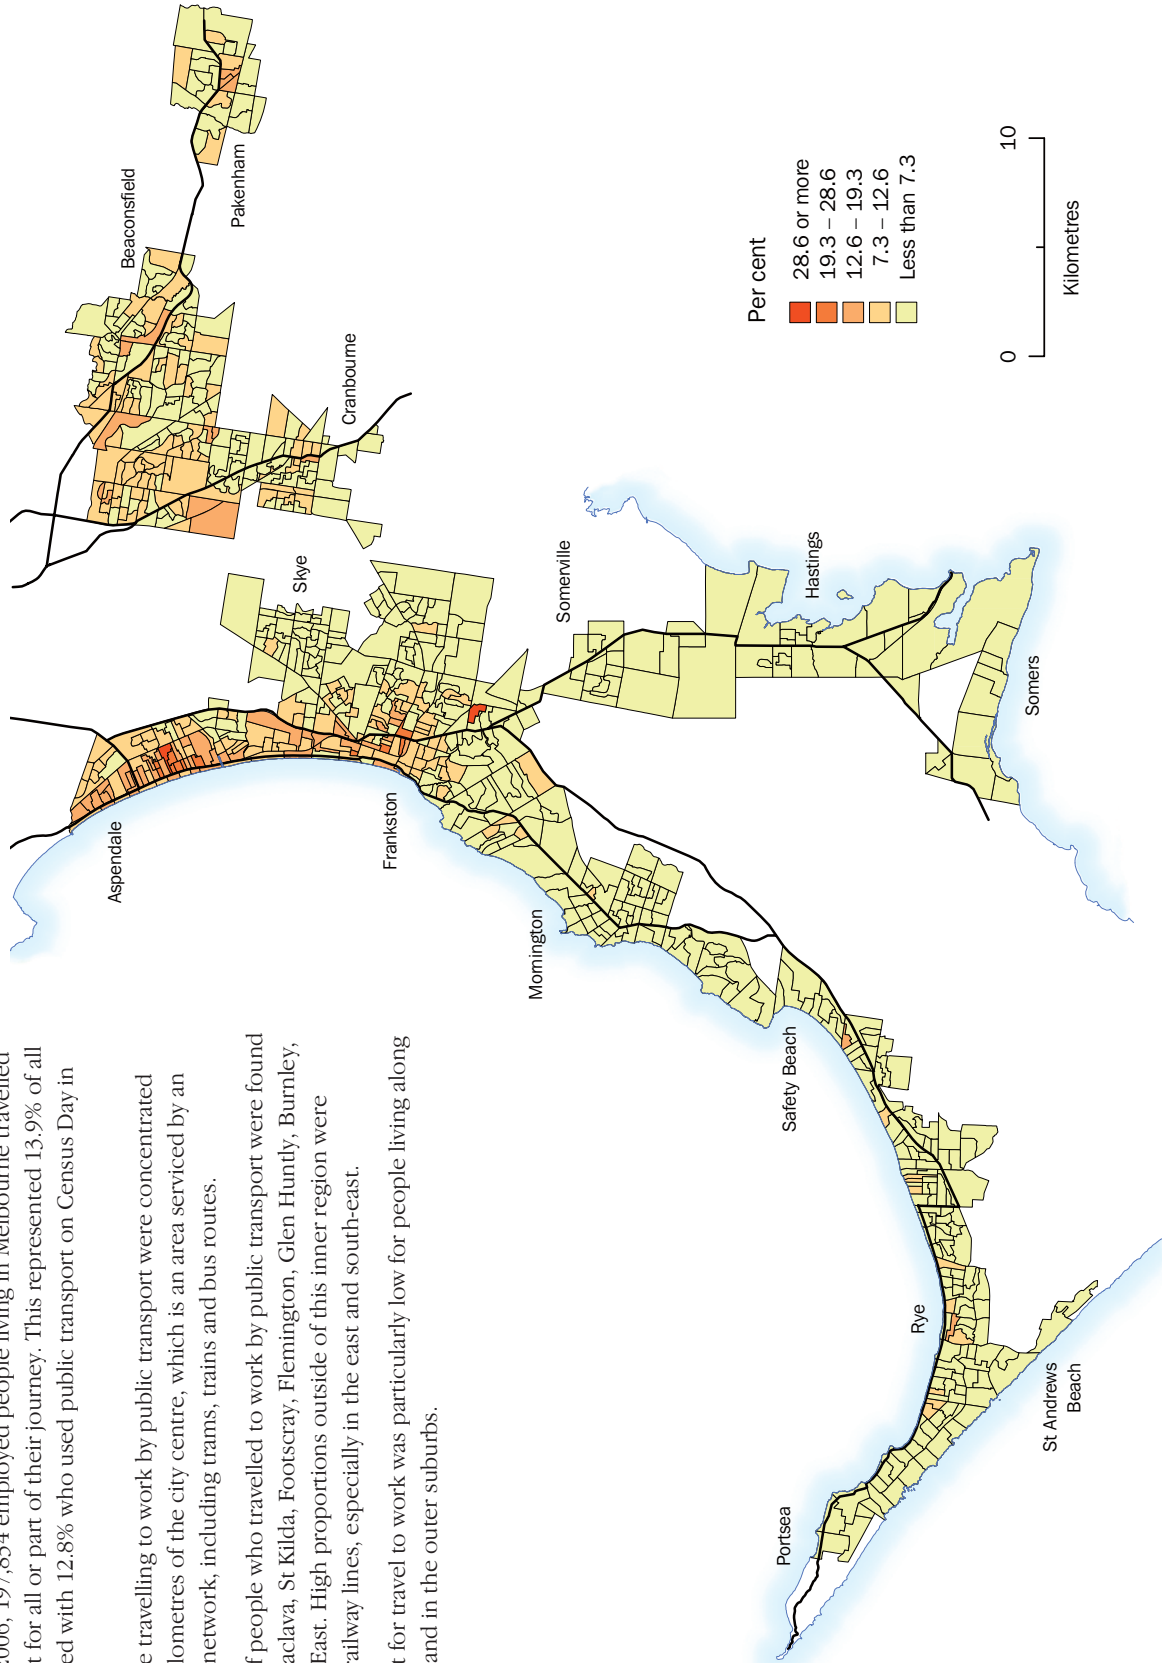 2006, 197,854 employed people living in Melbourne travelled
t for all or part of their journey. This represented 13.9% of all
ed with 12.8% who used public transport on Census Day in
e travelling to work by public transport were concentrated
lometres of the city centre, which is an area serviced by an
network, including trams, trains and bus routes.
f people who travelled to work by public transport were found
aclava, St Kilda, Footscray, Flemington, Glen Huntly, Burnley,
East. High proportions outside of this inner region were
railway lines, especially in the east and south-east.
t for travel to work was particularly low for people living along
and in the outer suburbs.
Beaconsfield
Pakenham
Cranbourne
Skye
Aspendale
Frankston
Somerville
Mornington
Hastings
Somers
Safety Beach
Rye
Portsea
St Andrews
Beach
Per cent
28.6 or more
19.3 – 28.6
12.6 – 19.3
7.3 – 12.6
Less than 7.3
0 10
Kilometres